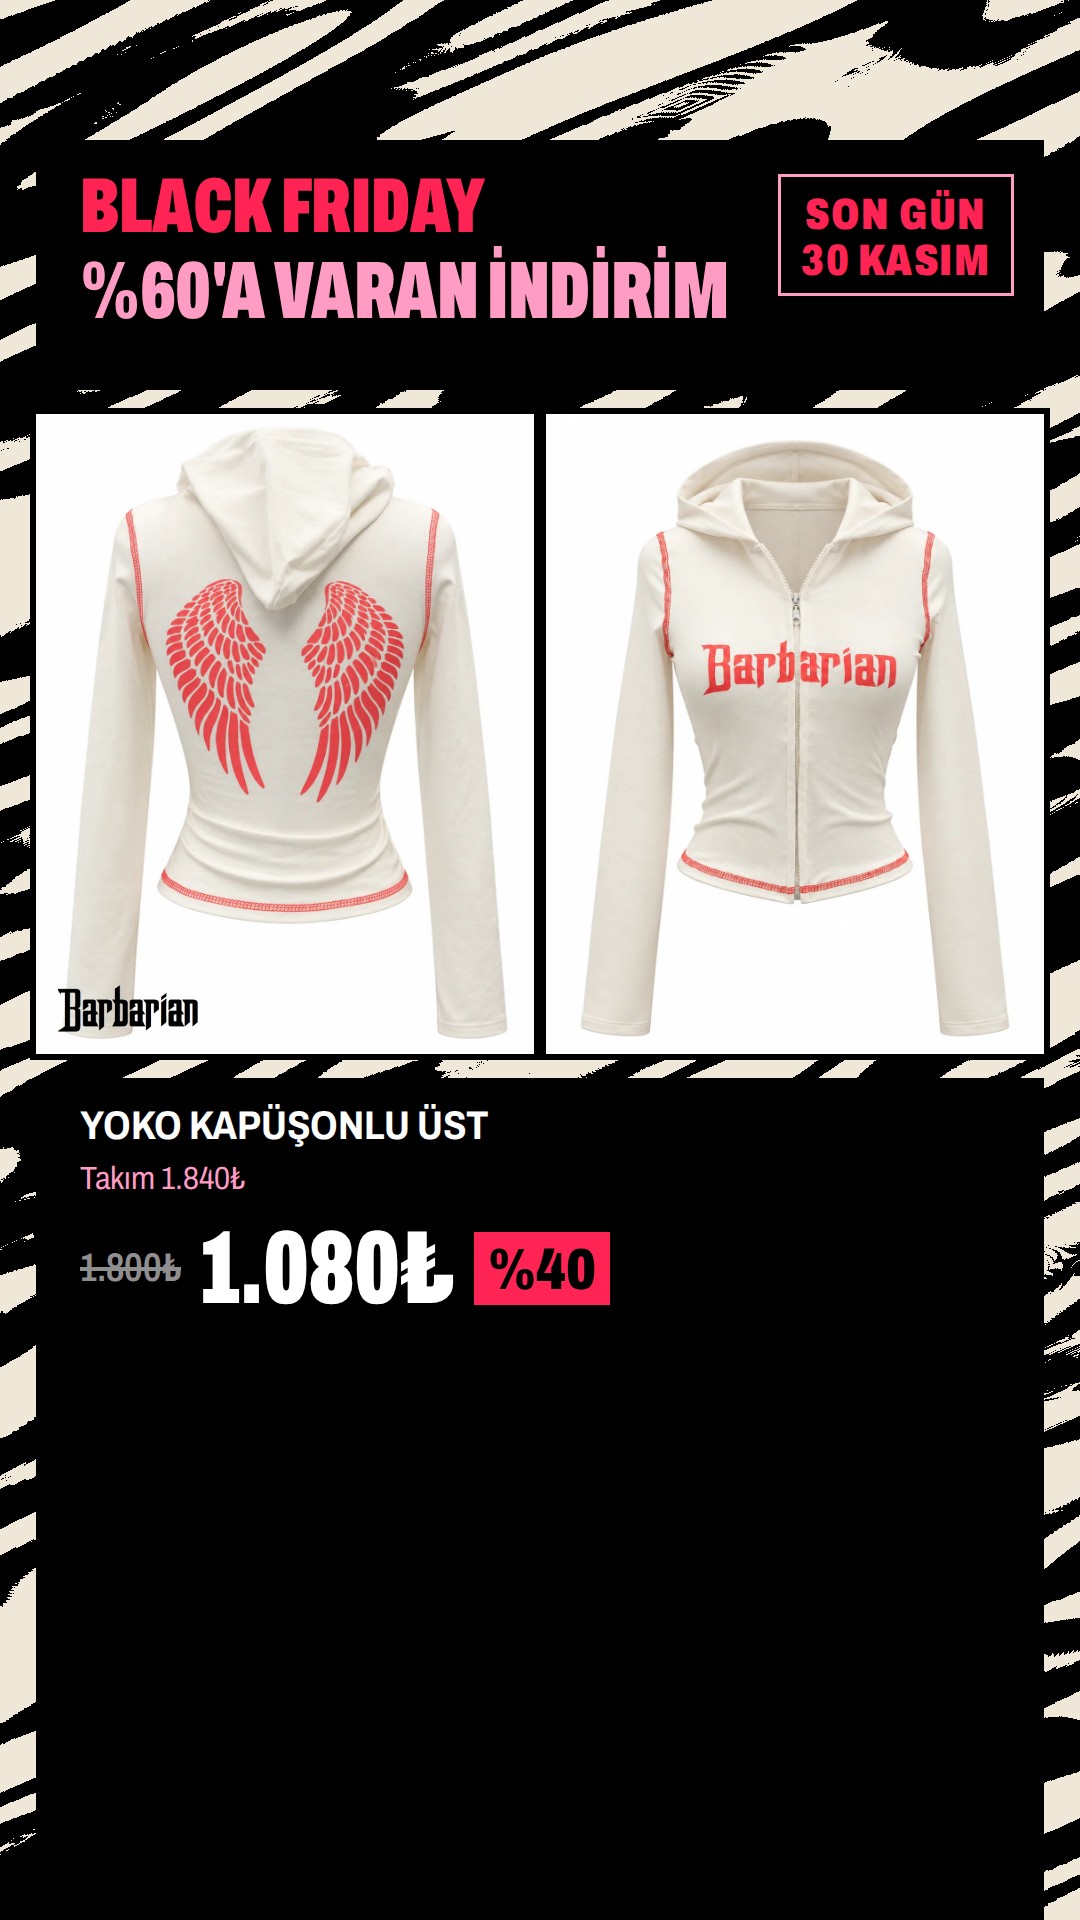 BLACK FRIDAY
%60'A VARAN İNDİRİM
SON GÜN
30 KASIM
Barbarian
Barbarian
YOKO KAPÜŞONLU ÜST
Takım 1.840₺
1.800₺ 1.080₺ %40